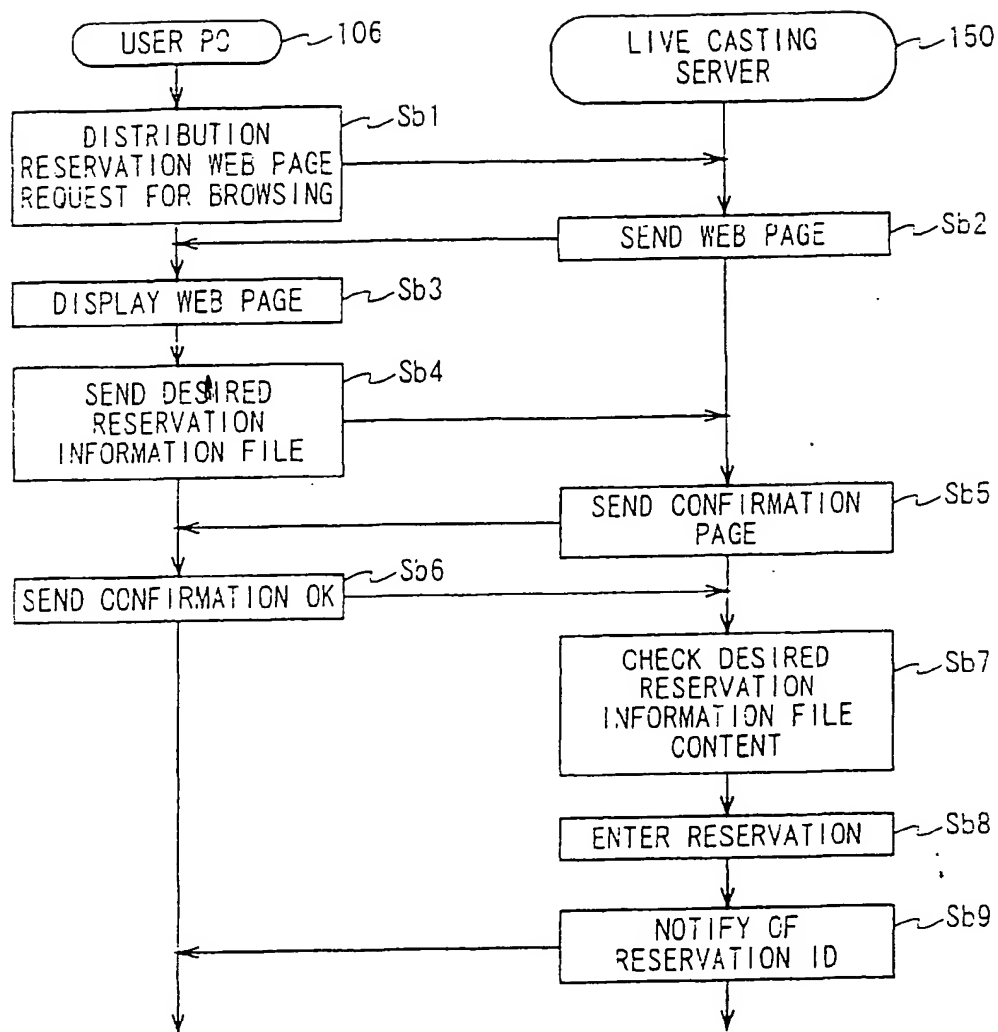 USER PC
106
LIVE CASTING
SERVER
150
Sb1
DISTRIBUTION
RESERVATION WEB PAGE
REQUEST FOR BROWSING
SEND WEB PAGE
Sb2
DISPLAY WEB PAGE
Sb3
Sb4
SEND DESIRED
RESERVATION
INFORMATION FILE
SEND CONFIRMATION
PAGE
Sb5
SEND CONFIRMATION OK
Sb6
CHECK DESIRED
RESERVATION
INFORMATION FILE
CONTENT
Sb7
ENTER RESERVATION
Sb8
NOTIFY OF
RESERVATION ID
Sb9